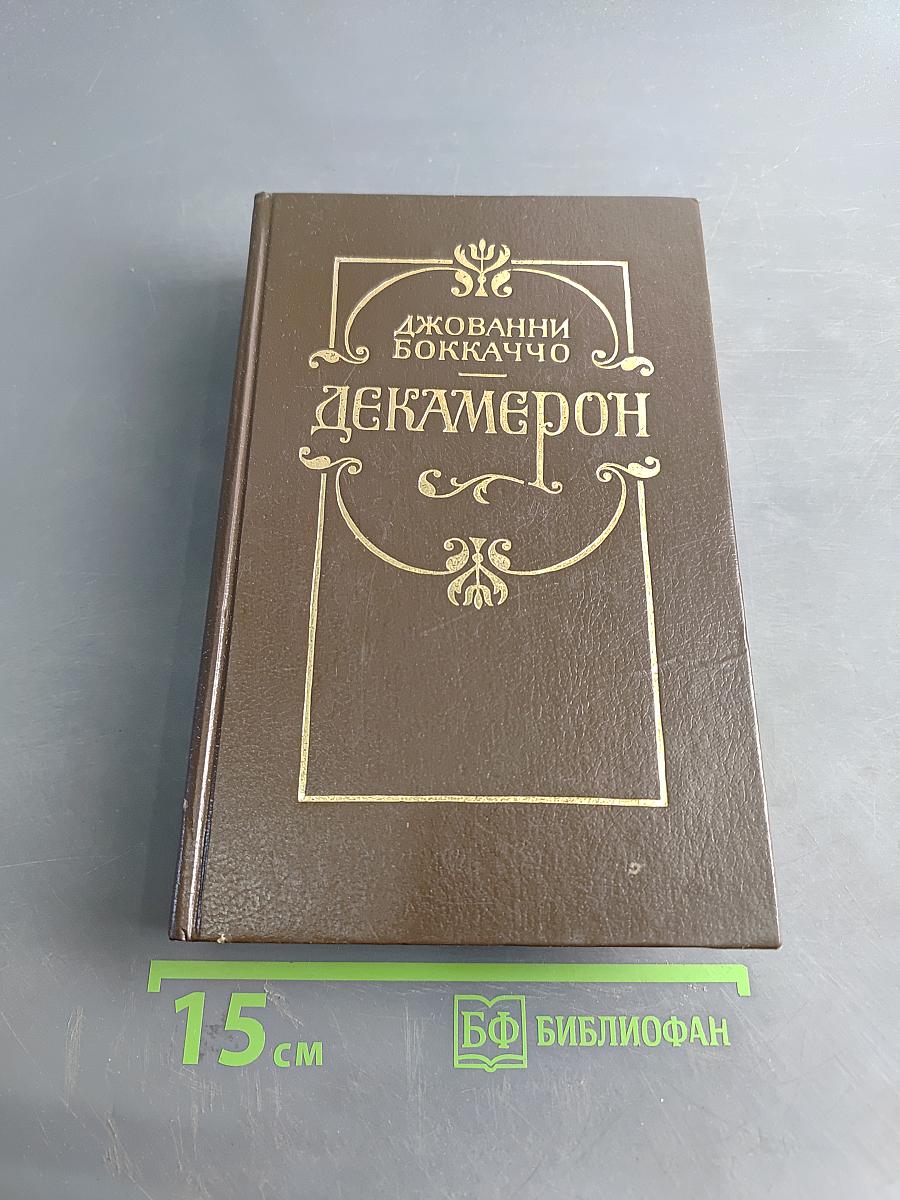 ДЖОВАННИ
БОККАЧЧО
ДЕКАМЕРОН
15 см
БФ БИБЛИОФАН